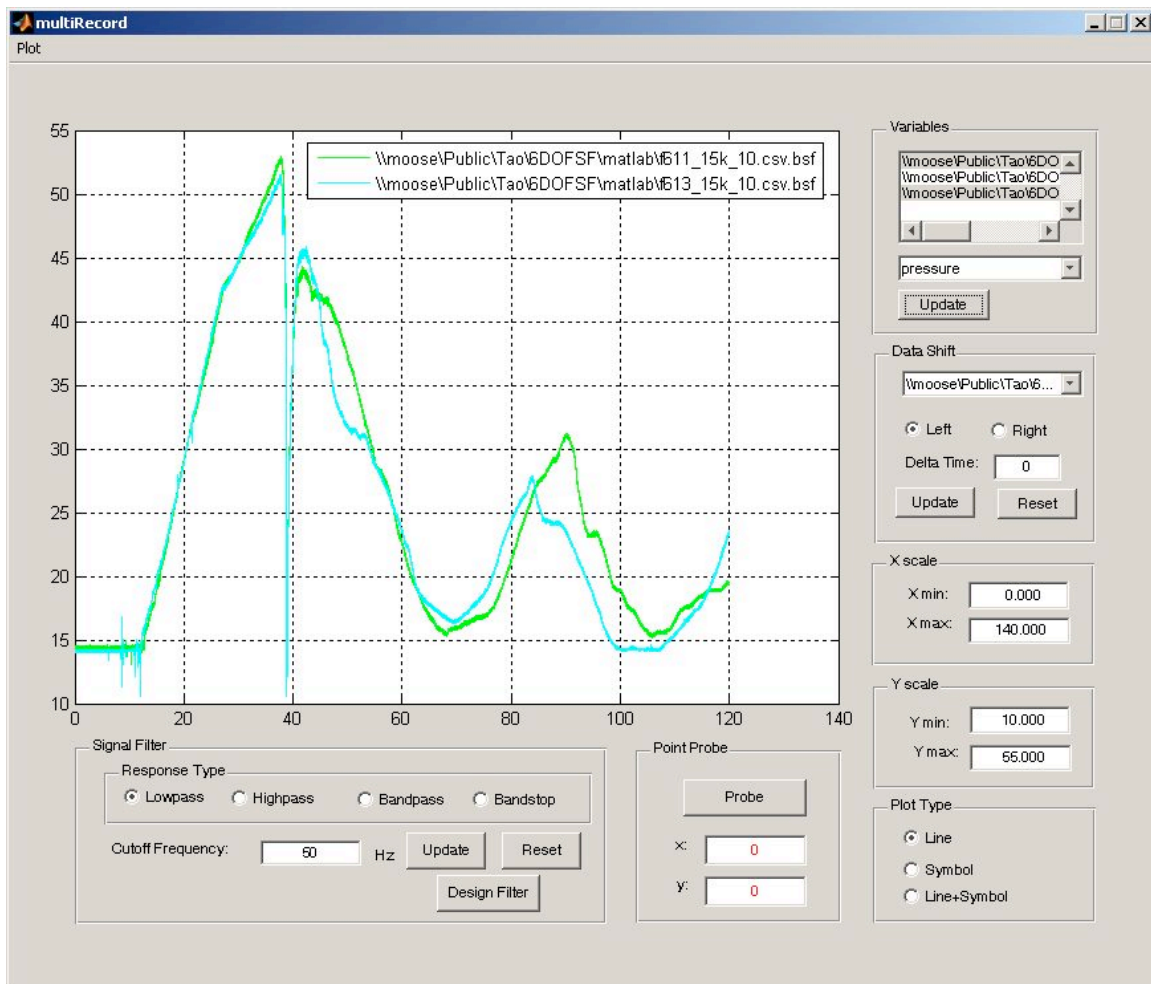 multiRecord
Plot
55
50
45
40
35
30
25
20
15
10
0
20
40
60
80
100
120
140
\\moose\Public\Tao\6DOFSF\matlab\f611_15k_10.csv.bsf
\\moose\Public\Tao\6DOFSF\matlab\f613_15k_10.csv.bsf
Variables
\\moose\Public\Tao\6DO
\\moose\Public\Tao\6DO
\\moose\Public\Tao\6DO
pressure
Update
Data Shift
\\moose\Public\Tao\6...
Left Right
Delta Time: 0
Update Reset
X scale
X min: 0.000
X max: 140.000
Y scale
Y min: 10.000
Y max: 55.000
Signal Filter
Response Type
Lowpass Highpass Bandpass Bandstop
Cutoff Frequency: 50 Hz Update Reset
Design Filter
Point Probe
Probe
x: 0
y: 0
Plot Type
Line
Symbol
Line+Symbol